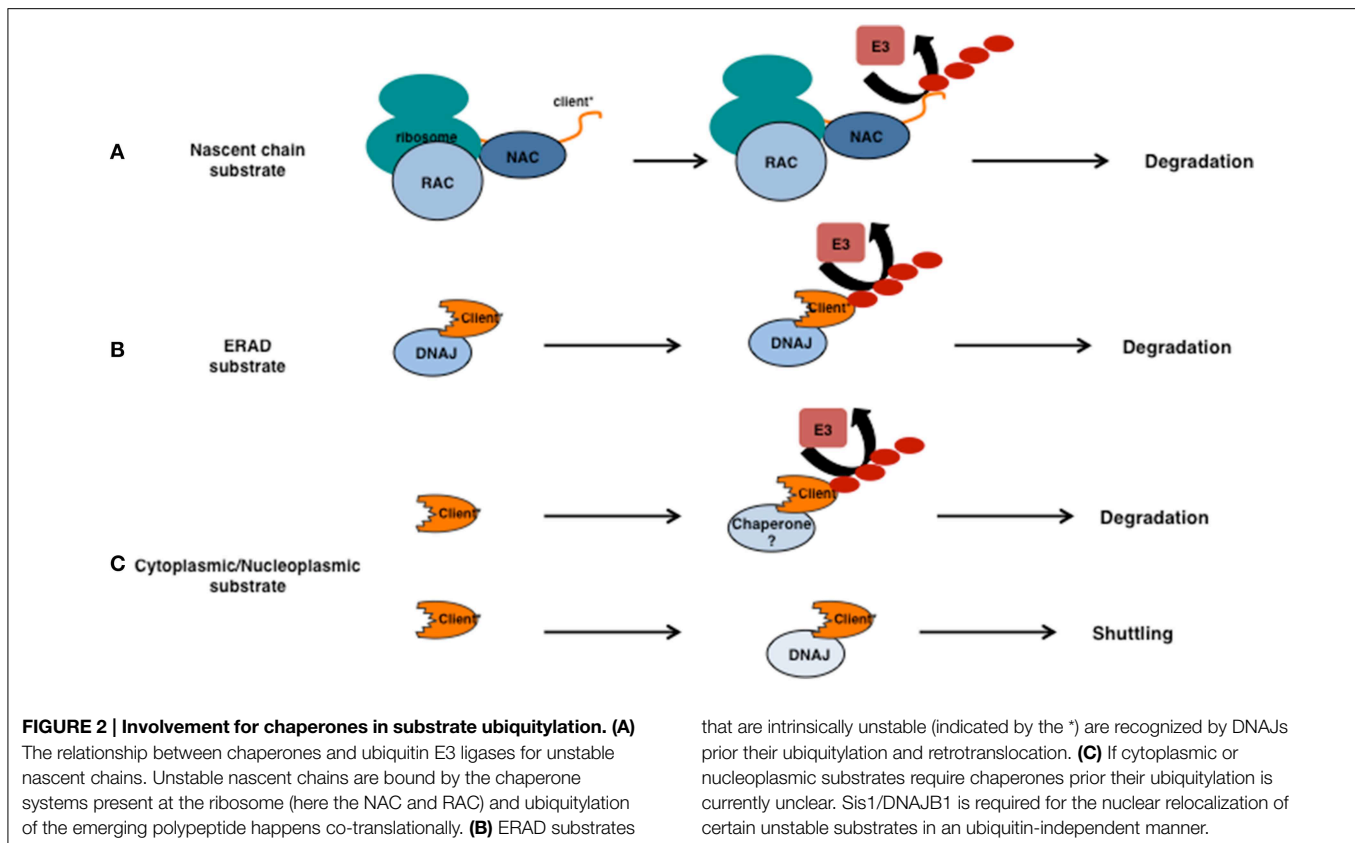 client*
E3
ribosome
NAC
RAC
A
Nascent chain
substrate
NAC
RAC
Degradation
E3
Client*
DNAJ
B
ERAD
substrate
Client*
DNAJ
Degradation
E3
Client*
Client
Chaperone
?
Degradation
C
Cytoplasmic/Nucleoplasmic
substrate
Client*
Client*
DNAJ
Shuttling
FIGURE 2 | Involvement for chaperones in substrate ubiquitylation. (A)
The relationship between chaperones and ubiquitin E3 ligases for unstable
nascent chains. Unstable nascent chains are bound by the chaperone
systems present at the ribosome (here the NAC and RAC) and ubiquitylation
of the emerging polypeptide happens co-translationally. (B) ERAD substrates
that are intrinsically unstable (indicated by the *) are recognized by DNAJs
prior their ubiquitylation and retrotranslocation. (C) If cytoplasmic or
nucleoplasmic substrates require chaperones prior their ubiquitylation is
currently unclear. Sis1/DNAJB1 is required for the nuclear relocalization of
certain unstable substrates in an ubiquitin-independent manner.